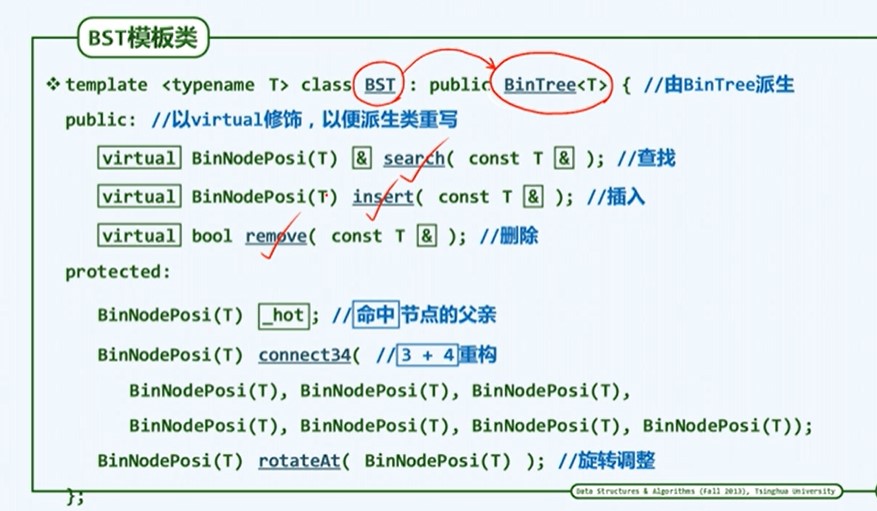 BST模板类
❖ template <typename T> class BST : public BinTree<T> { //由BinTree派生
public: //以virtual修饰，以便派生类重写
virtual BinNodePosi(T) & search( const T & ); //查找
virtual BinNodePosi(T) insert( const T & ); //插入
virtual bool remove( const T & ); //删除
protected:
BinNodePosi(T) _hot; //命中节点的父亲
BinNodePosi(T) connect34( //3 + 4重构
BinNodePosi(T), BinNodePosi(T), BinNodePosi(T),
BinNodePosi(T), BinNodePosi(T), BinNodePosi(T), BinNodePosi(T));
BinNodePosi(T) rotateAt( BinNodePosi(T) ); //旋转调整
};
Data Structures & Algorithms (Fall 2013), Tsinghua University